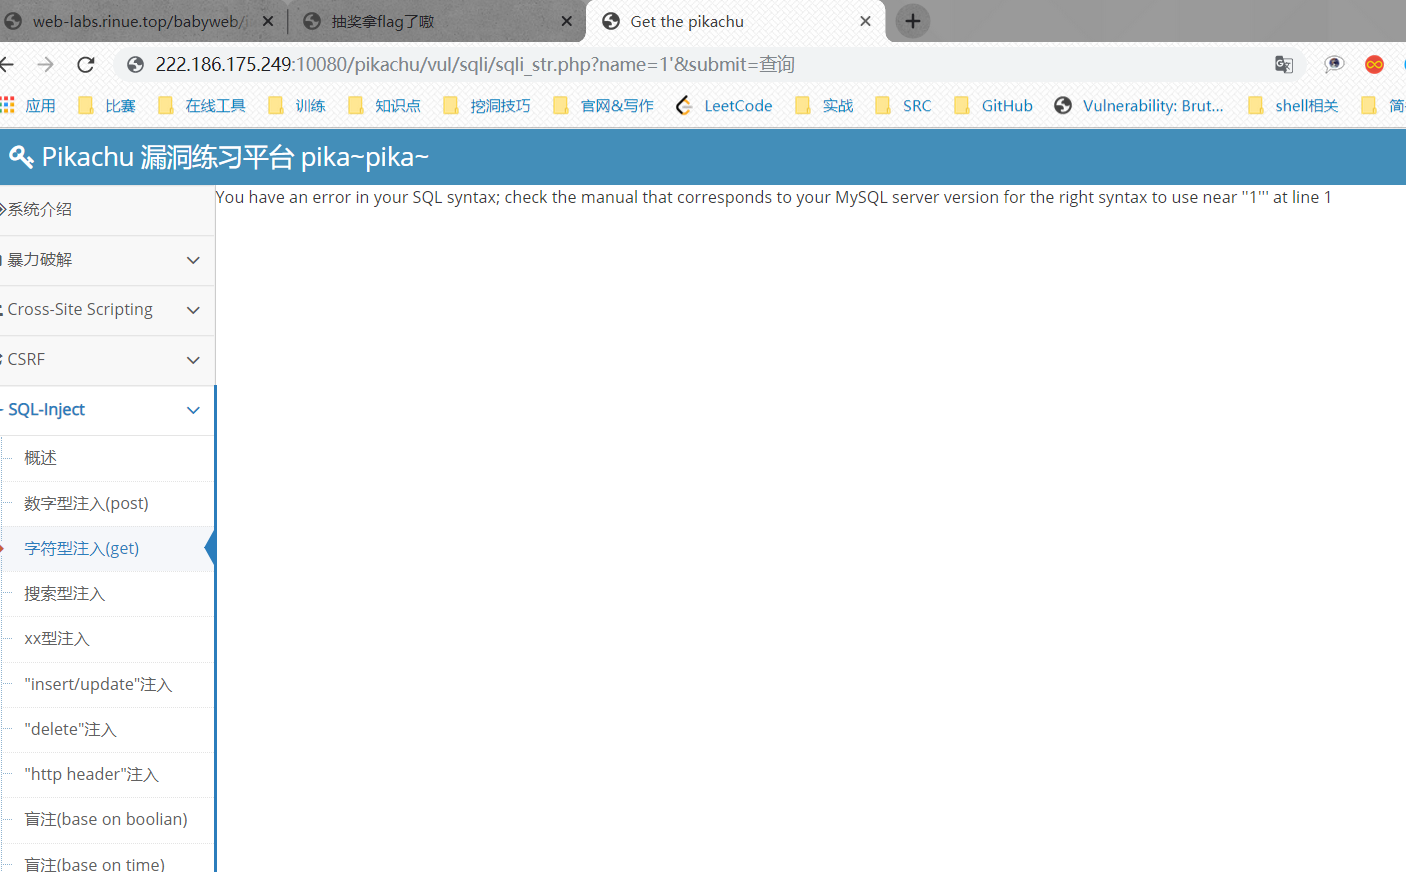 web-labs.rinue.top/babyweb/
抽奖拿flag了嗷
Get the pikachu
222.186.175.249:10080/pikachu/vul/sqli/sqli_str.php?name=1'&submit=查询
应用 比赛 在线工具 训练 知识点 挖洞技巧 官网&写作 LeetCode 实战 SRC GitHub Vulnerability: Brut... shell相关
Pikachu 漏洞练习平台 pika~pika~
系统介绍
You have an error in your SQL syntax; check the manual that corresponds to your MySQL server version for the right syntax to use near ''1''' at line 1
暴力破解
Cross-Site Scripting
CSRF
SQL-Inject
概述
数字型注入(post)
字符型注入(get)
搜索型注入
xx型注入
"insert/update"注入
"delete"注入
"http header"注入
盲注(base on boolian)
盲注(base on time)